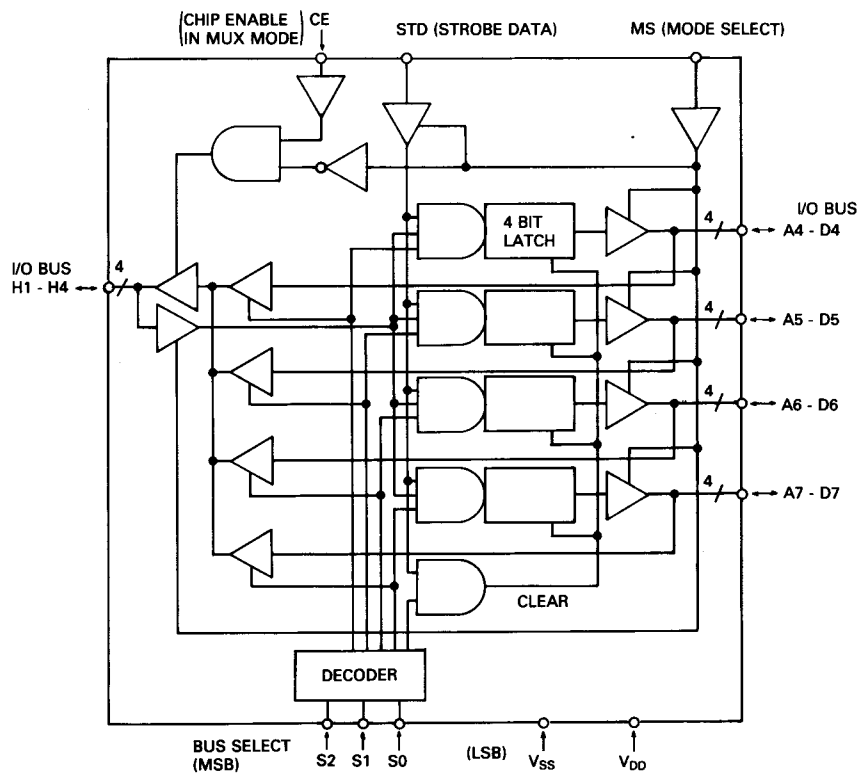 (CHIP ENABLE IN MUX MODE) CE
STD (STROBE DATA)
MS (MODE SELECT)
4 BIT LATCH
I/O BUS
4
A4 - D4
I/O BUS
H1 - H4
4
4
A5 - D5
4
A6 - D6
4
A7 - D7
CLEAR
DECODER
BUS SELECT
(MSB)
S2
S1
S0
(LSB)
VSS
VDD